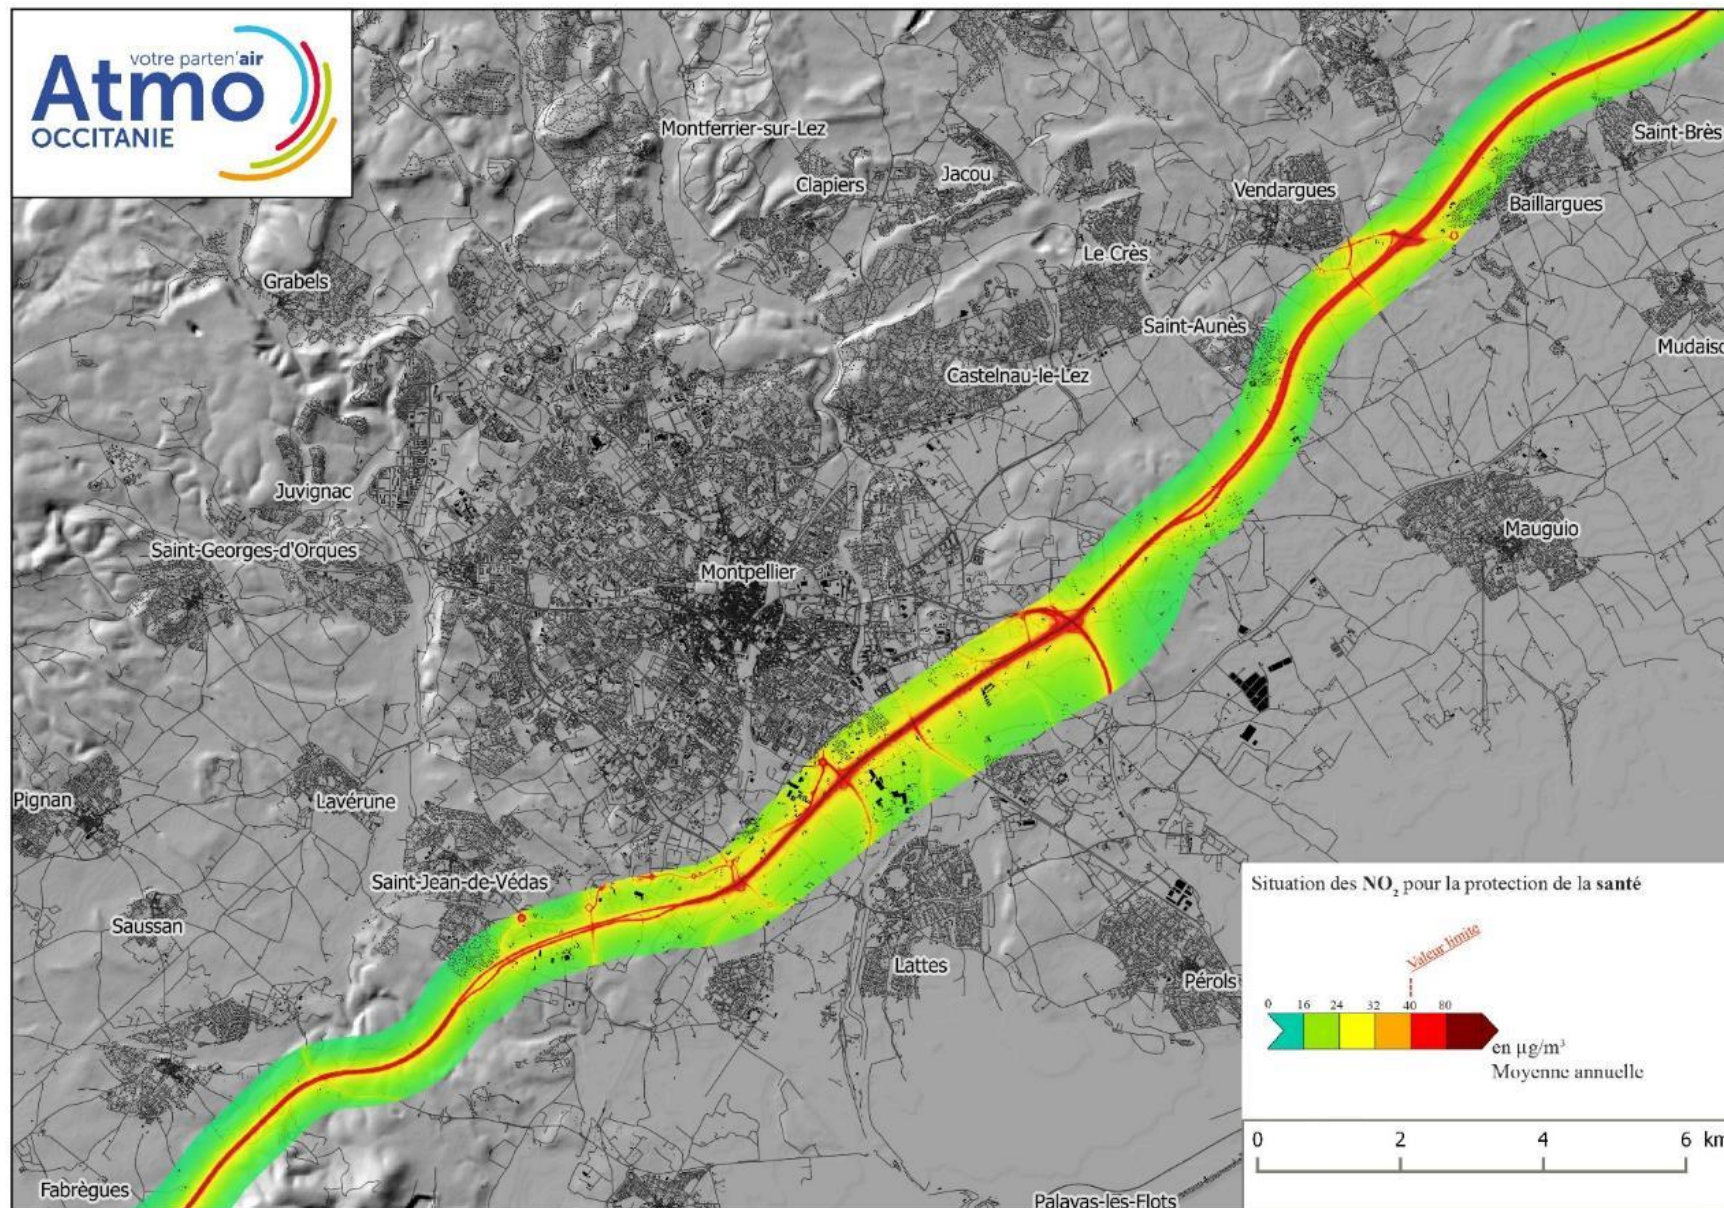 votre parten'air
Atmo
OCCITANIE
Montferrier-sur-Lez
Saint-Brès
Clapiers
Jacou
Vendargues
Baillargues
Le Crès
Grabels
Saint-Aunès
Mudaiso
Castelnau-le-Lez
Juvignac
Mauguio
Saint-Georges-d'Orques
Montpellier
Pignan
Lavérune
Saint-Jean-de-Védas
Saussan
Lattes
Pérols
Fabrègues
Palavas-les-Flots
Situation des NO₂ pour la protection de la santé
Valeur limite
0 16 24 32 40 80
en µg/m³
Moyenne annuelle
0 2 4 6 km